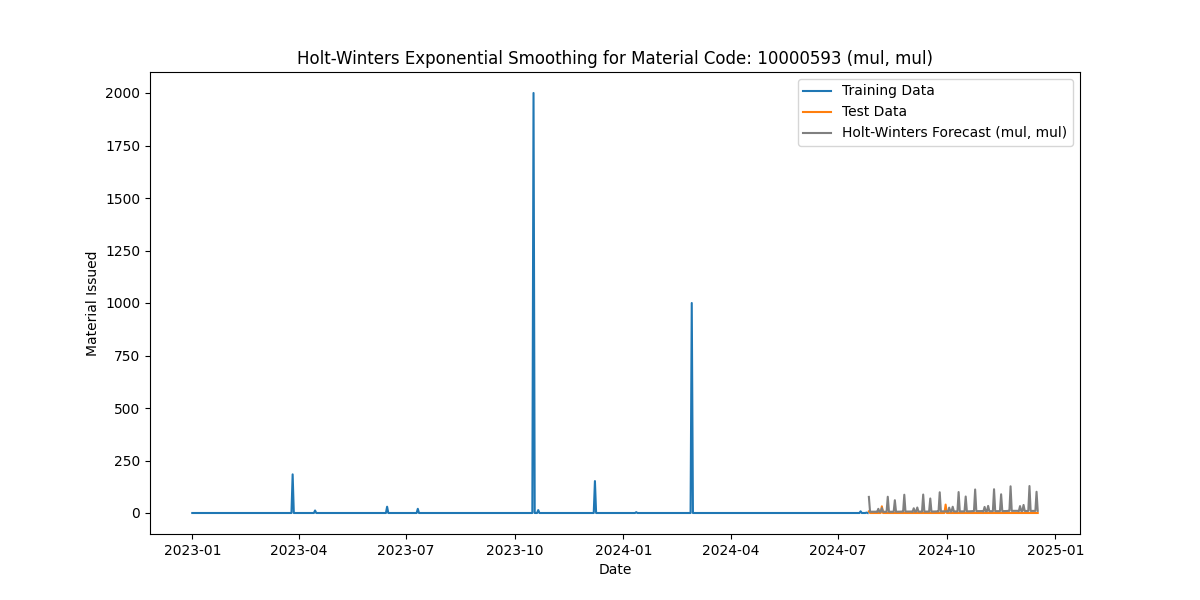 Holt-Winters Exponential Smoothing for Material Code: 10000593 (mul, mul)
Training Data
Test Data
Holt-Winters Forecast (mul, mul)
2000
1750
1500
1250
1000
750
500
250
0
Material Issued
2023-01 2023-04 2023-07 2023-10 2024-01 2024-04 2024-07 2024-10 2025-01
Date